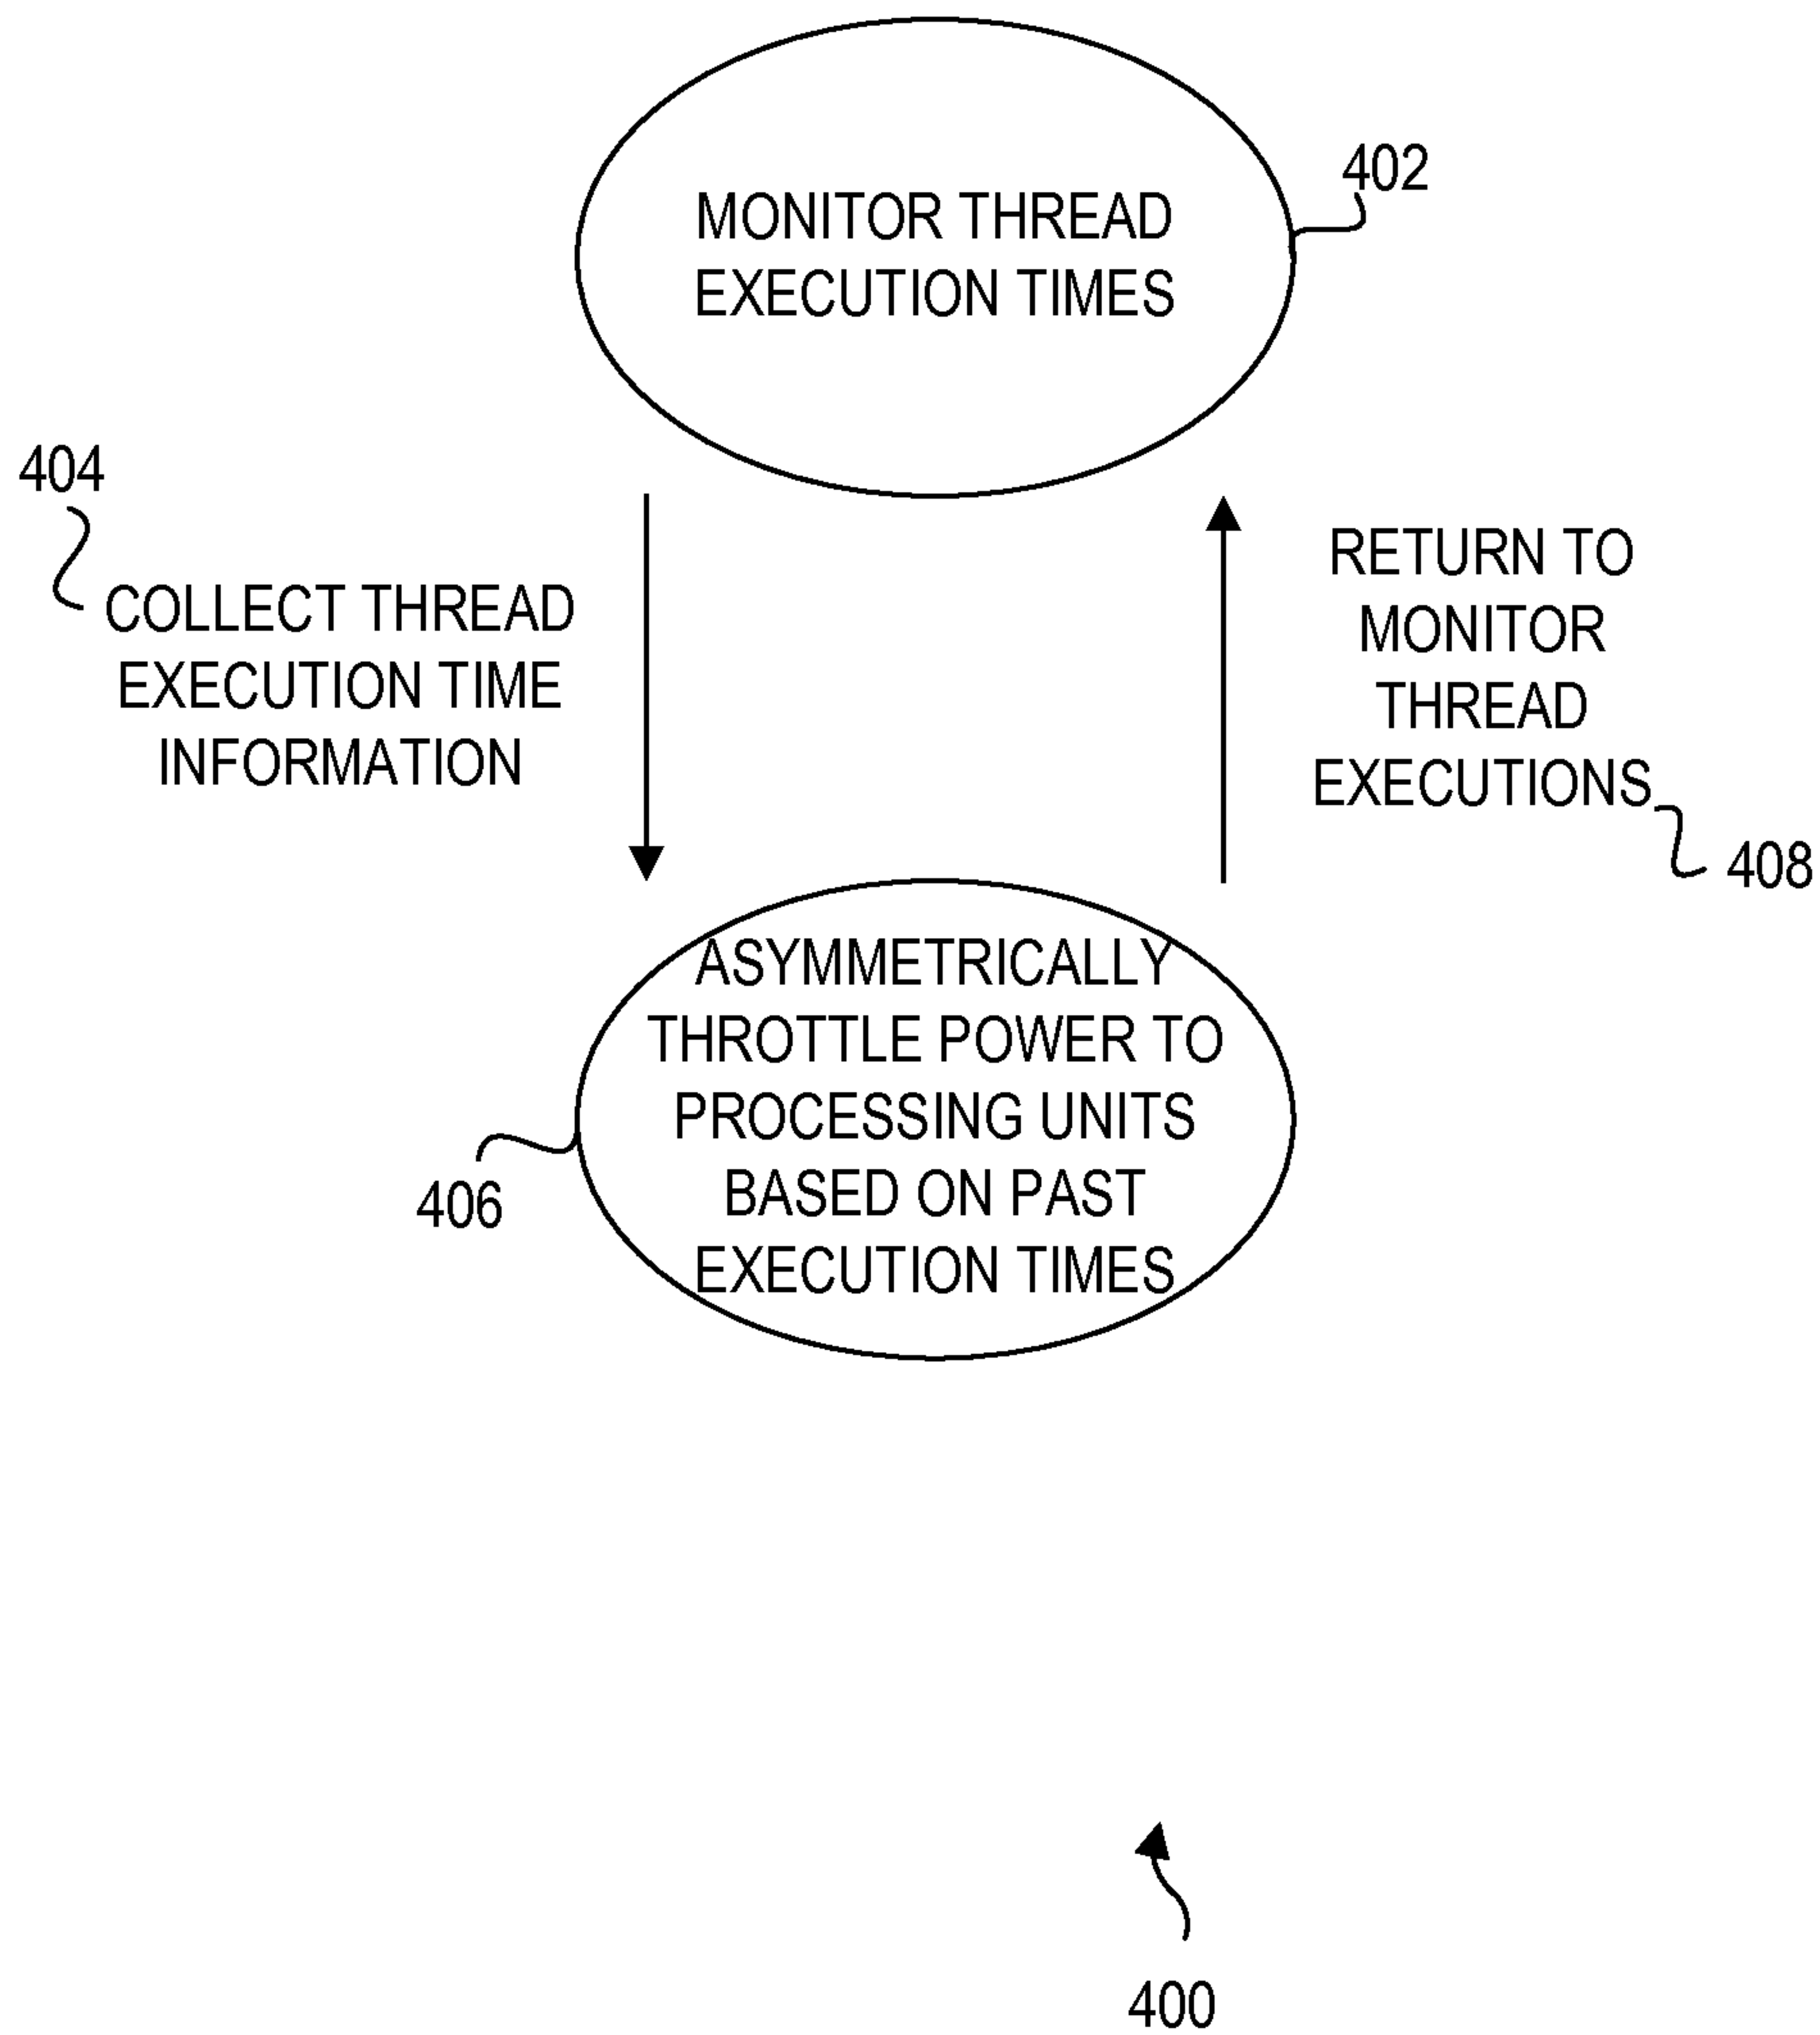 MONITOR THREAD
EXECUTION TIMES
402
404
COLLECT THREAD
EXECUTION TIME
INFORMATION
RETURN TO
MONITOR
THREAD
EXECUTIONS
408
ASYMMETRICALLY
THROTTLE POWER TO
PROCESSING UNITS
BASED ON PAST
EXECUTION TIMES
406
400